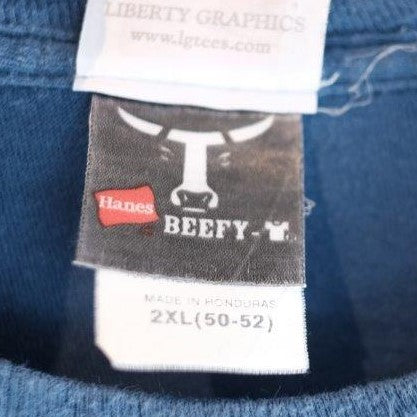 LIBERTY GRAPHICS
www.lgtees.com
Hanes
BEEFY-
MADE IN HONDURAS
2XL(50-52)